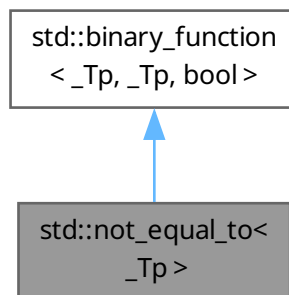 std::binary_function
< _Tp, _Tp, bool >
std::not_equal_to<
_Tp >